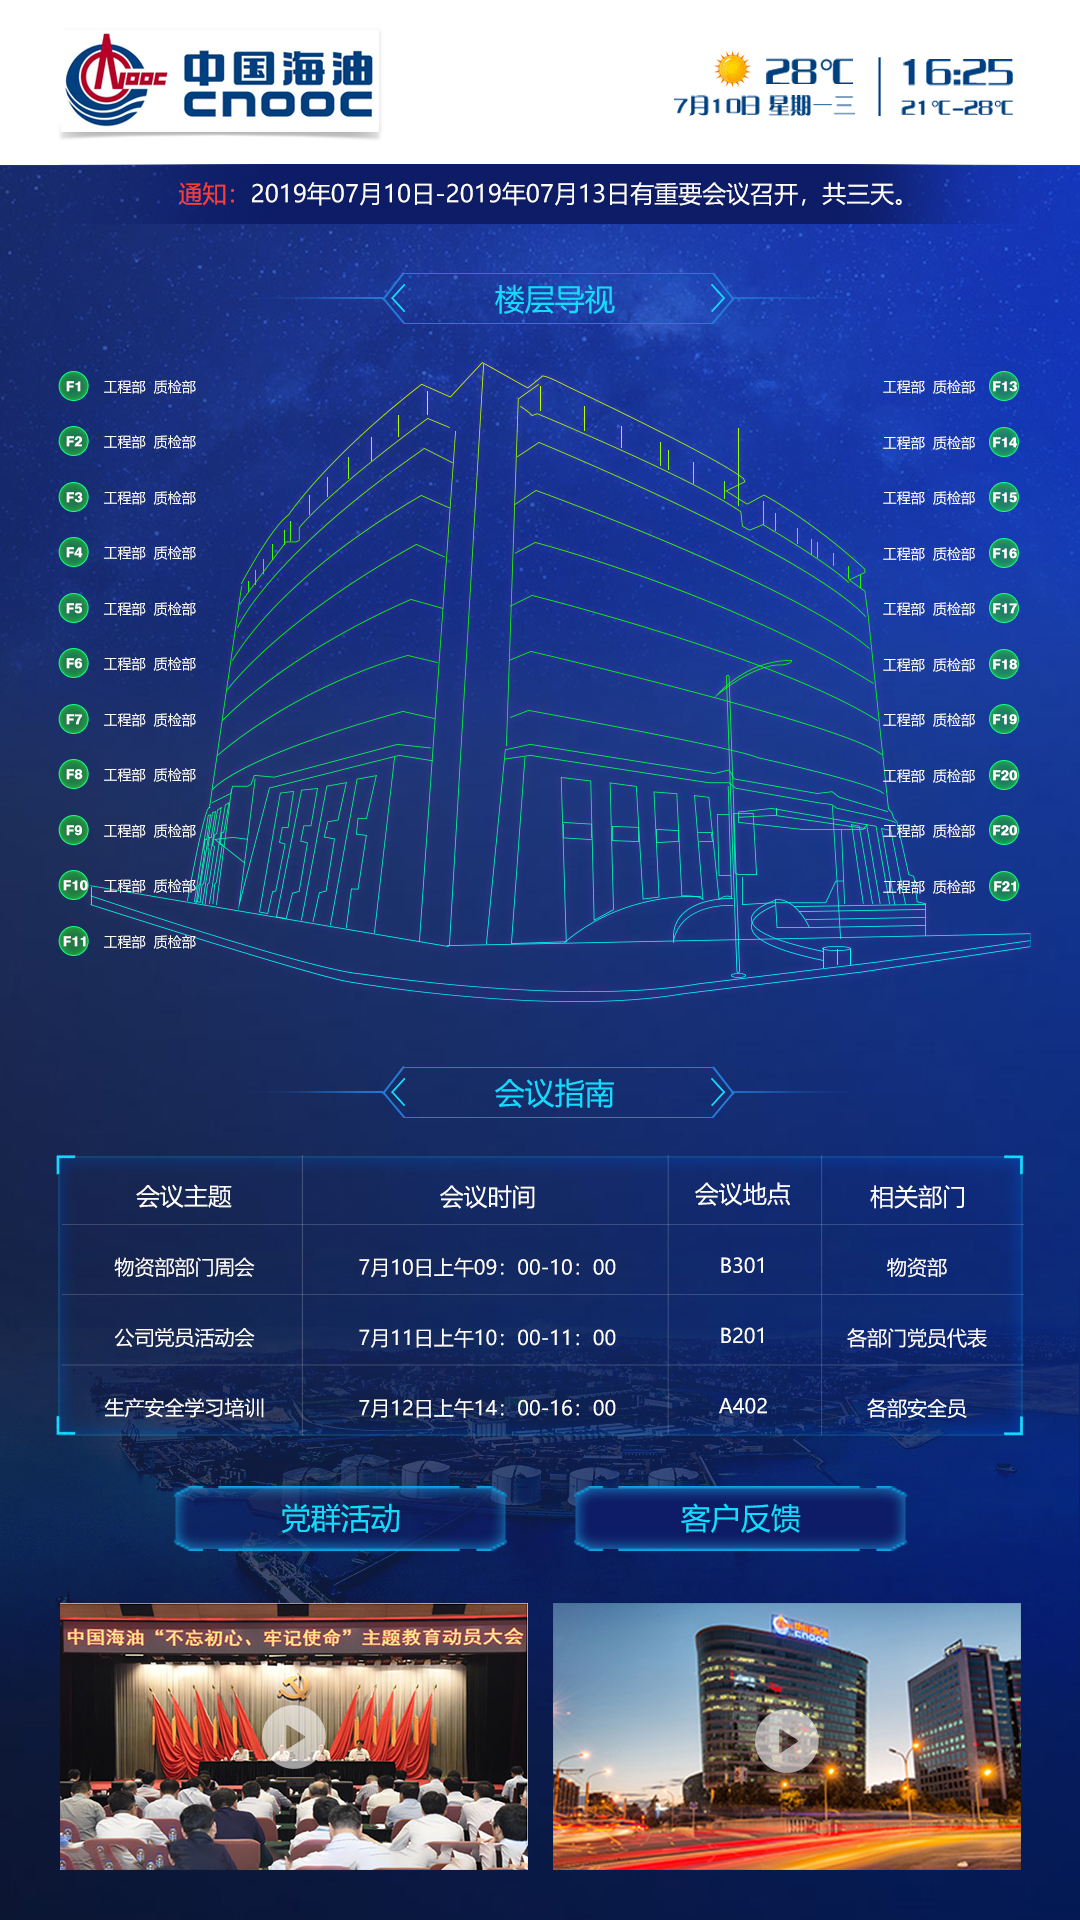 NOOC 中国海油
CNOOC
28℃ 16:25
7月10日 星期一三 21℃-28℃
通知：2019年07月10日-2019年07月13日有重要会议召开，共三天。
楼层导视
F1 工程部 质检部
F2 工程部 质检部
F3 工程部 质检部
F4 工程部 质检部
F5 工程部 质检部
F6 工程部 质检部
F7 工程部 质检部
F8 工程部 质检部
F9 工程部 质检部
F10 工程部 质检部
F11 工程部 质检部
工程部 质检部 F13
工程部 质检部 F14
工程部 质检部 F15
工程部 质检部 F16
工程部 质检部 F17
工程部 质检部 F18
工程部 质检部 F19
工程部 质检部 F20
工程部 质检部 F20
工程部 质检部 F21
会议指南
会议主题 会议时间 会议地点 相关部门
物资部部门周会 7月10日上午09：00-10：00 B301 物资部
公司党员活动会 7月11日上午10：00-11：00 B201 各部门党员代表
生产安全学习培训 7月12日上午14：00-16：00 A402 各部安全员
党群活动 客户反馈
中国海油“不忘初心、牢记使命”主题教育动员大会
中国海油
CNOOC